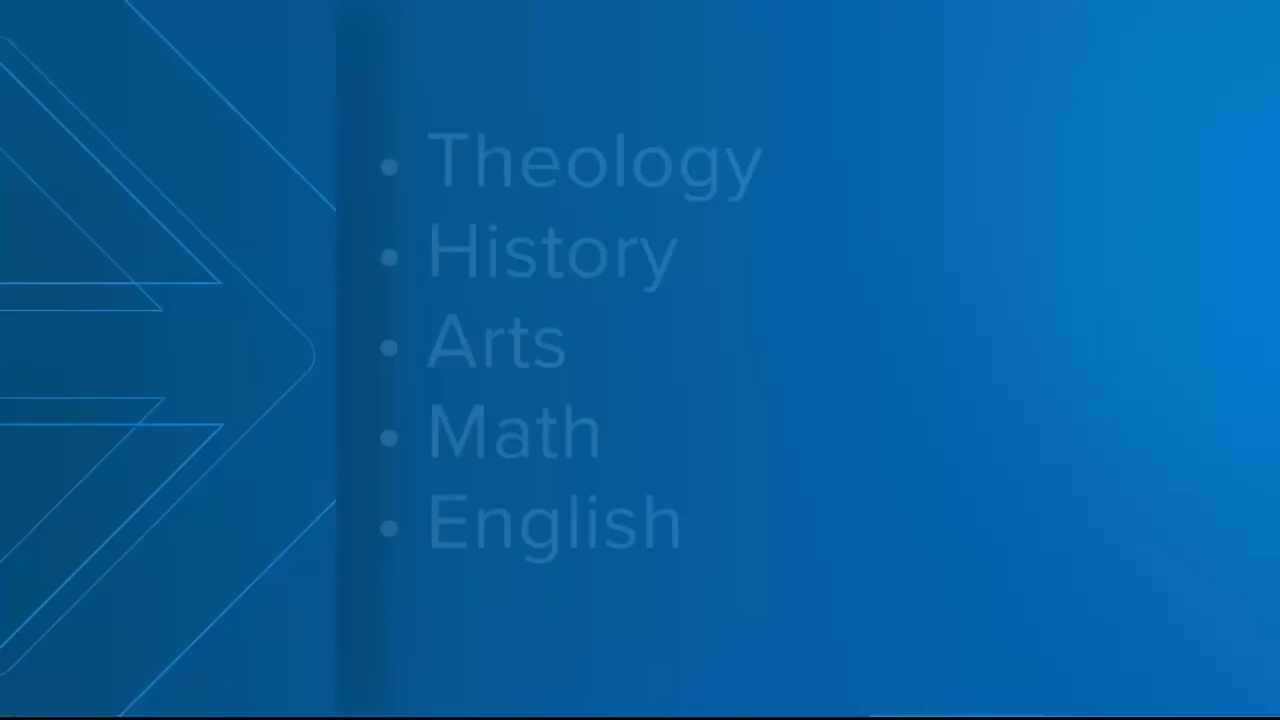 • Theology
• History
• Arts
• Math
• English